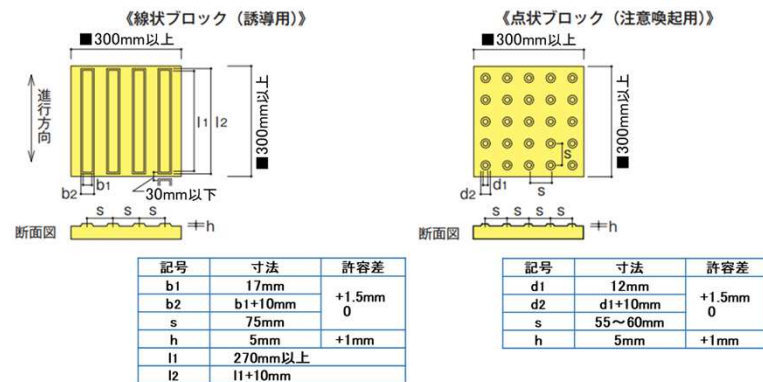 《線状ブロック（誘導用）》
■300mm以上
進行方向
l1
l2
■300mm以上
b2
b1
30mm以下
s
s
s
h
断面図
記号 寸法 許容差
b1 17mm +1.5mm
0
b2 b1+10mm
s 75mm
h 5mm +1mm
l1 270mm以上
l2 l1+10mm
《点状ブロック（注意喚起用）》
■300mm以上
■300mm以上
s
s
d2
d1
s
s
s
s
h
断面図
記号 寸法 許容差
d1 12mm +1.5mm
0
d2 d1+10mm
s 55～60mm
h 5mm +1mm